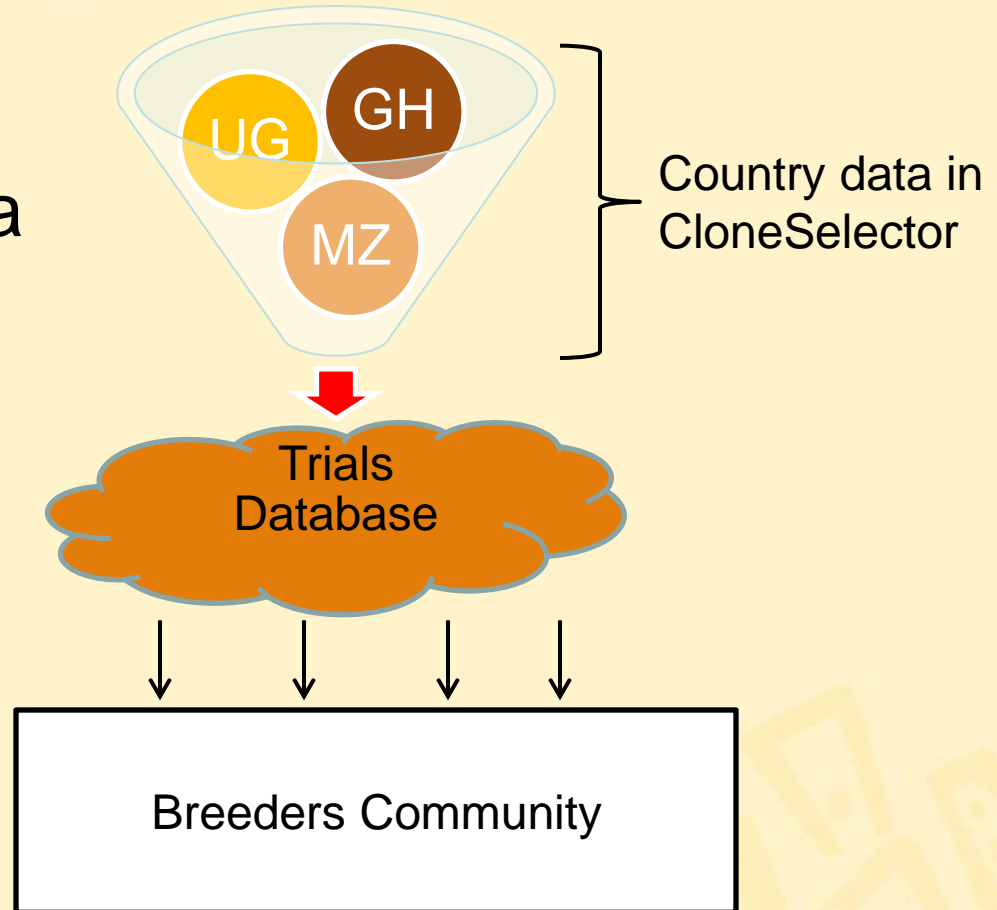 UG
GH
MZ
a
Country data in
CloneSelector
Trials
Database
Breeders Community